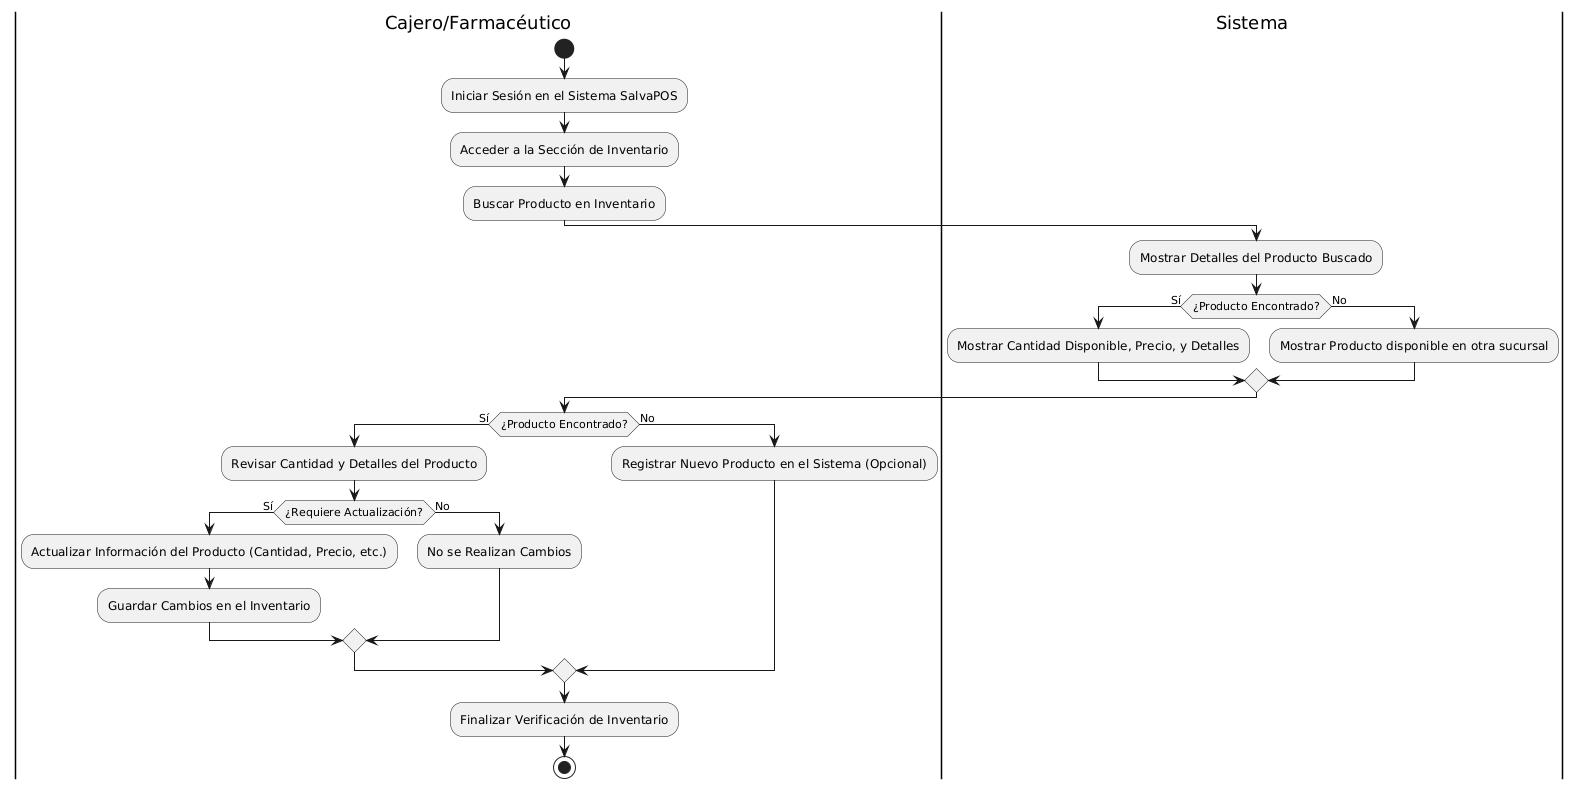 Cajero/Farmacéutico
Sistema
Iniciar Sesión en el Sistema SalvaPOS
Acceder a la Sección de Inventario
Buscar Producto en Inventario
Mostrar Detalles del Producto Buscado
Sí
¿Producto Encontrado?
No
Mostrar Cantidad Disponible, Precio, y Detalles
Mostrar Producto disponible en otra sucursal
Sí
¿Producto Encontrado?
No
Revisar Cantidad y Detalles del Producto
Registrar Nuevo Producto en el Sistema (Opcional)
Sí
¿Requiere Actualización?
No
Actualizar Información del Producto (Cantidad, Precio, etc.)
No se Realizan Cambios
Guardar Cambios en el Inventario
Finalizar Verificación de Inventario